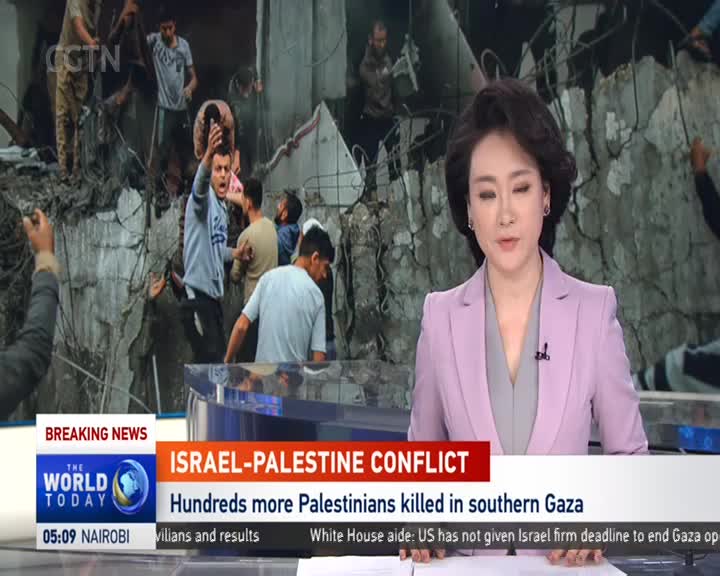 CGTN
BREAKING NEWS
ISRAEL-PALESTINE CONFLICT
THE
WORLD
TODAY
Hundreds more Palestinians killed in southern Gaza
05:09 NAIROBI
vilians and results White House aide: US has not given Israel firm deadline to end Gaza op